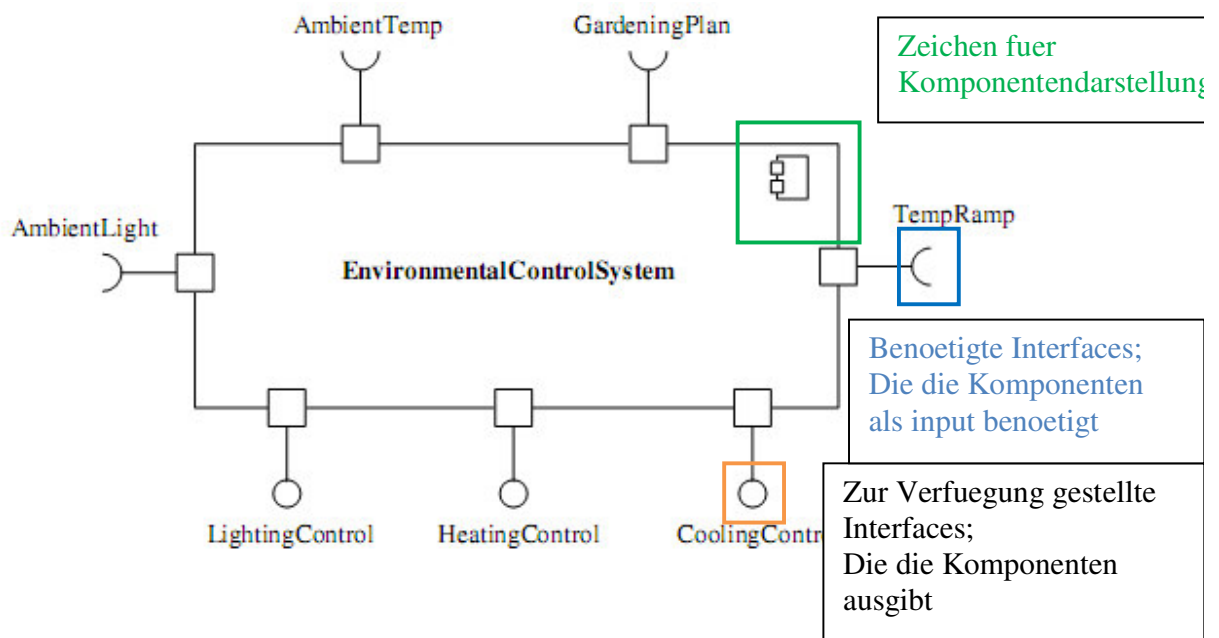 AmbientTemp
GardeningPlan
Zeichen fuer
Komponentendarstellung
AmbientLight
TempRamp
EnvironmentalControlSystem
Benoetigte Interfaces;
Die die Komponenten
als input benoetigt
LightingControl
HeatingControl
CoolingContro
Zur Verfuegung gestellte
Interfaces;
Die die Komponenten
ausgibt